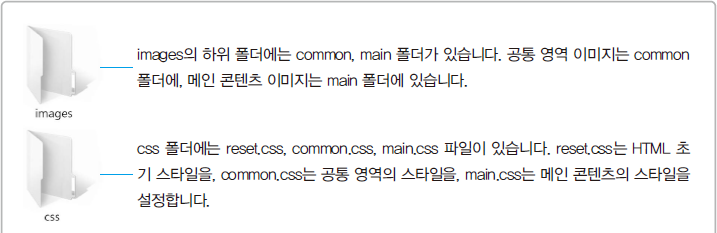 images의 하위 폴더에는 common, main 폴더가 있습니다. 공통 영역 이미지는 common
폴더에, 메인 콘텐츠 이미지는 main 폴더에 있습니다.
images
css 폴더에는 reset.css, common.css, main.css 파일이 있습니다. reset.css는 HTML 초
기 스타일을, common.css는 공통 영역의 스타일을, main.css는 메인 콘텐츠의 스타일을
설정합니다.
css